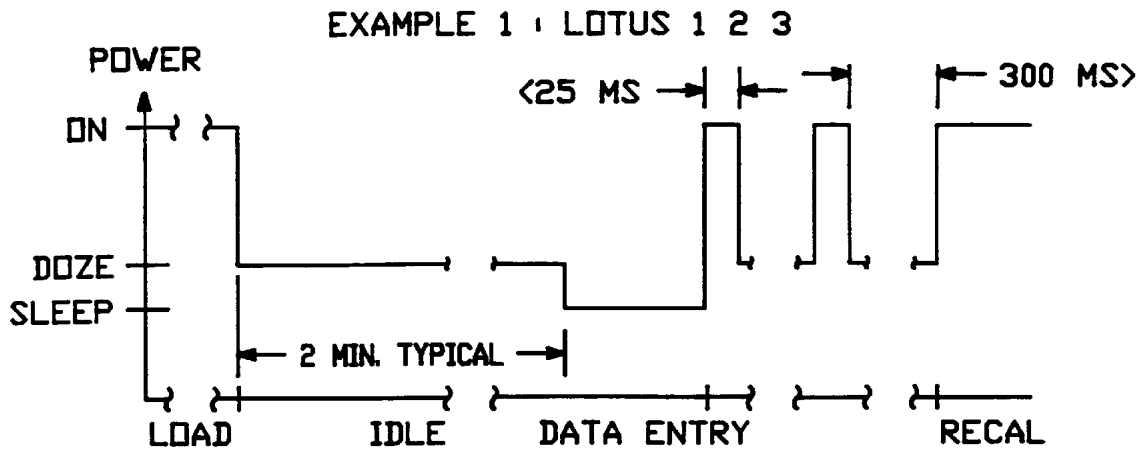 EXAMPLE 1 : LOTUS 1 2 3
POWER
<25 MS
300 MS>
ON
DOZE
SLEEP
2 MIN. TYPICAL
LOAD IDLE DATA ENTRY RECAL